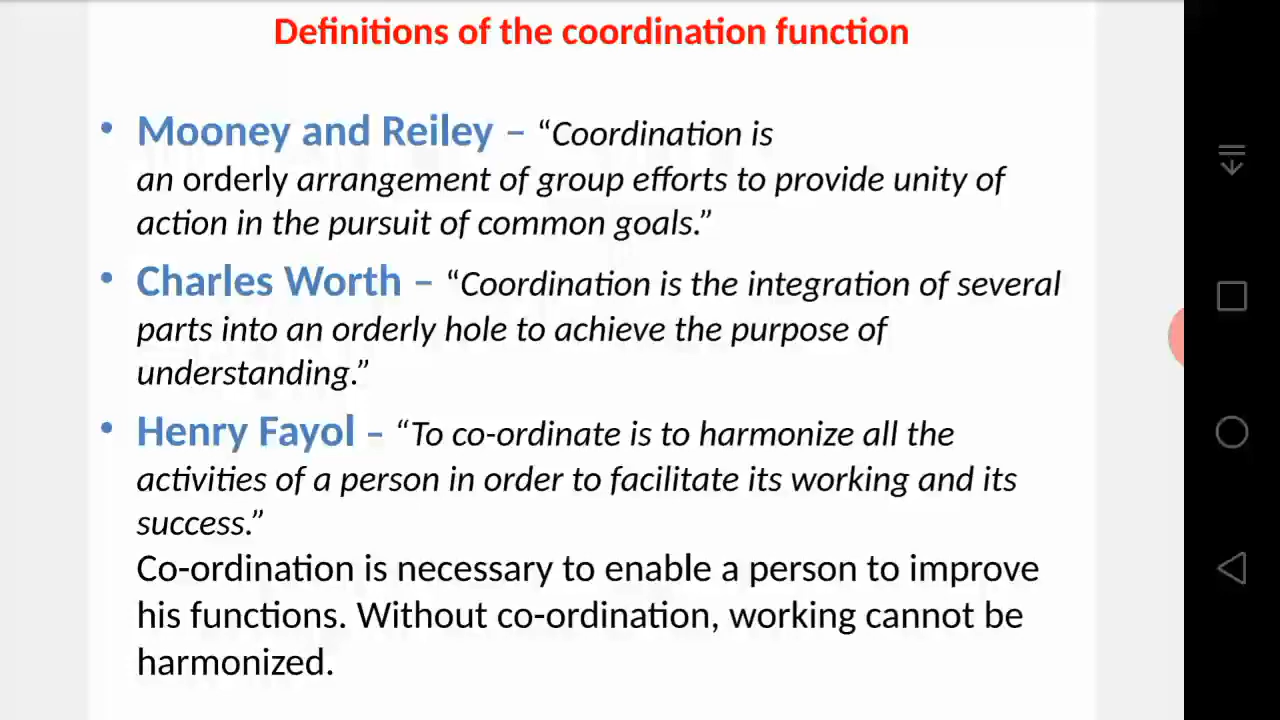 Definitions of the coordination function
• Mooney and Reiley – “Coordination is
an orderly arrangement of group efforts to provide unity of
action in the pursuit of common goals.”
• Charles Worth – “Coordination is the integration of several
parts into an orderly hole to achieve the purpose of
understanding.”
• Henry Fayol – “To co-ordinate is to harmonize all the
activities of a person in order to facilitate its working and its
success.”
Co-ordination is necessary to enable a person to improve
his functions. Without co-ordination, working cannot be
harmonized.